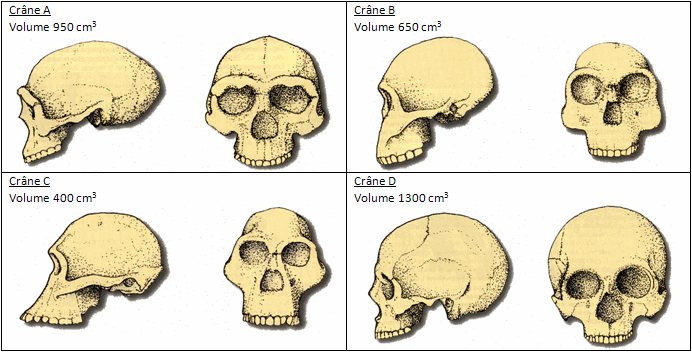 Crâne A
Volume 950 cm³
Crâne B
Volume 650 cm³
Crâne C
Volume 400 cm³
Crâne D
Volume 1300 cm³